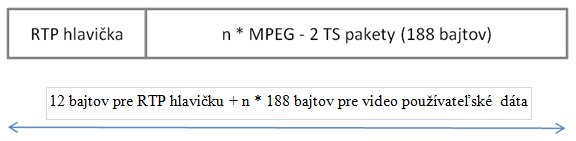 RTP hlavička
n * MPEG - 2 TS pakety (188 bajtov)
12 bajtov pre RTP hlavičku + n * 188 bajtov pre video používateľské dáta